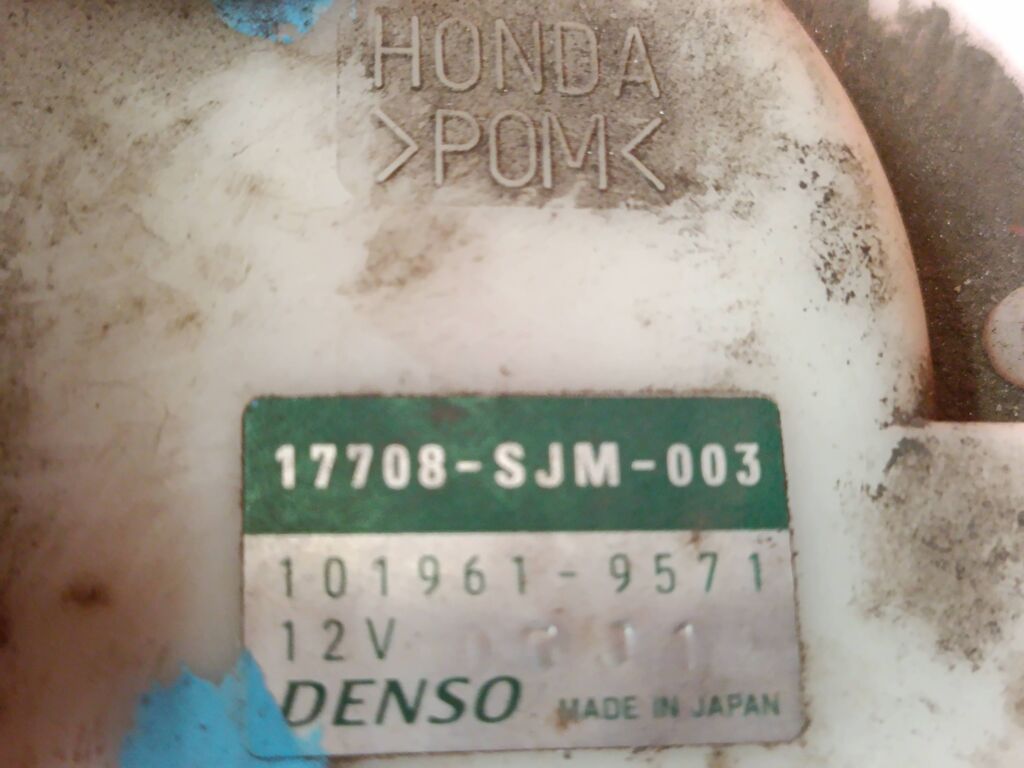 HONDA
>POM<
17708-SJM-003
101961-9571
12V
DENSO MADE IN JAPAN